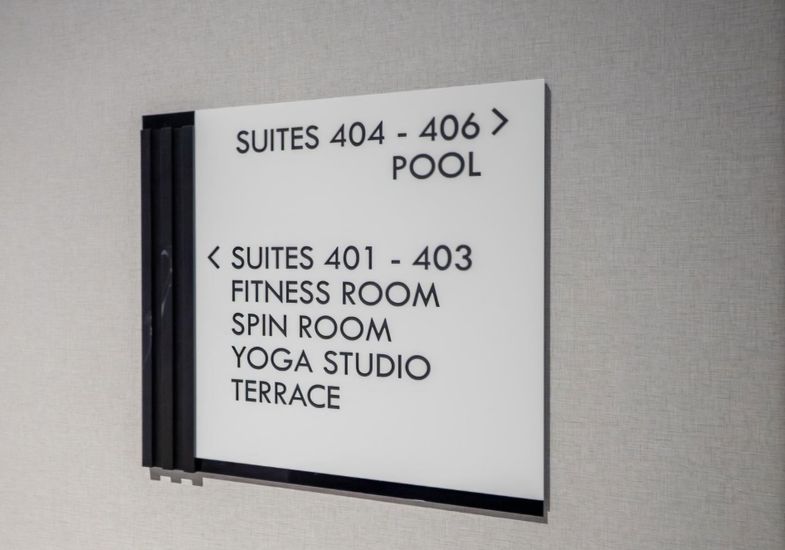 SUITES 404 - 406 >
POOL
< SUITES 401 - 403
FITNESS ROOM
SPIN ROOM
YOGA STUDIO
TERRACE